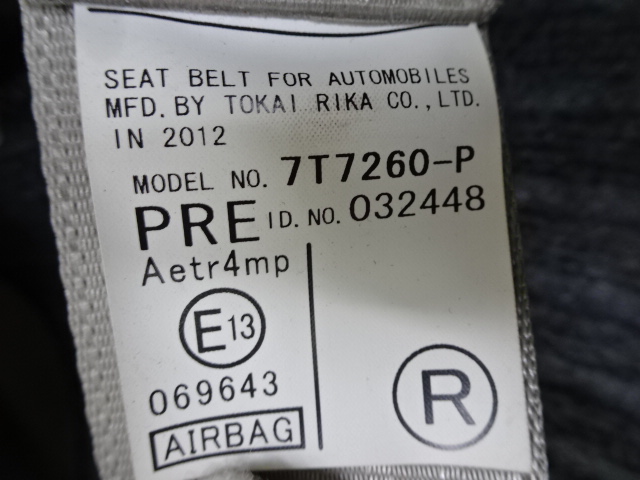 SEAT BELT FOR AUTOMOBILES
MFD. BY TOKAI RIKA CO., LTD.
IN 2012
MODEL NO. 7T7260-P
PRE ID. NO. 032448
Aetr4mp
E13
069643
AIRBAG
R